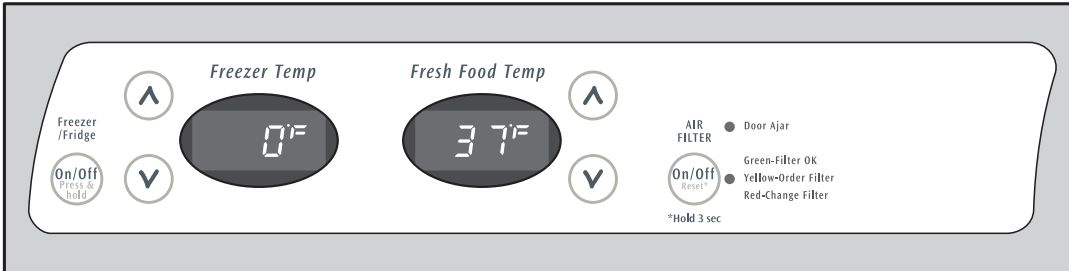 Freezer Temp
Fresh Food Temp
Freezer
/Fridge
On/Off
Press &
hold
0°F
37°F
AIR
FILTER
On/Off
Reset*
*Hold 3 sec
Door Ajar
Green-Filter OK
Yellow-Order Filter
Red-Change Filter